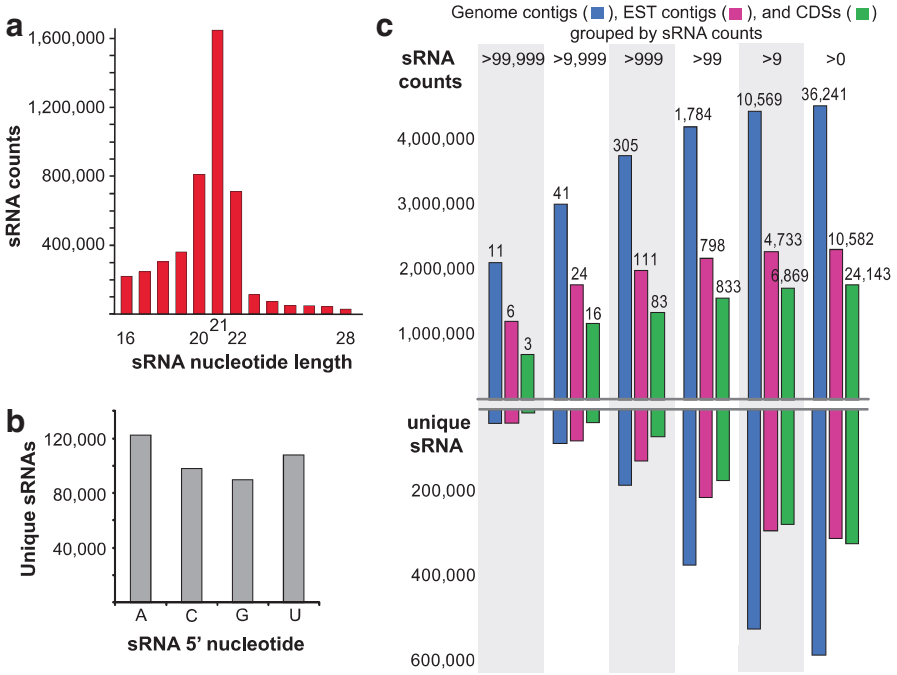 a
sRNA counts
1,600,000
1,200,000
800,000
400,000
16
20
21
22
28
sRNA nucleotide length
b
Unique sRNAs
120,000
80,000
40,000
A C G U
sRNA 5’ nucleotide
c
Genome contigs ( ), EST contigs ( ), and CDSs ( )
grouped by sRNA counts
sRNA
counts
>99,999 >9,999 >999 >99 >9 >0
4,000,000
3,000,000
2,000,000
1,000,000
11
6
3
41
24
16
305
111
83
1,784
798
833
10,569
4,733
6,869
36,241
10,582
24,143
unique
sRNA
200,000
400,000
600,000